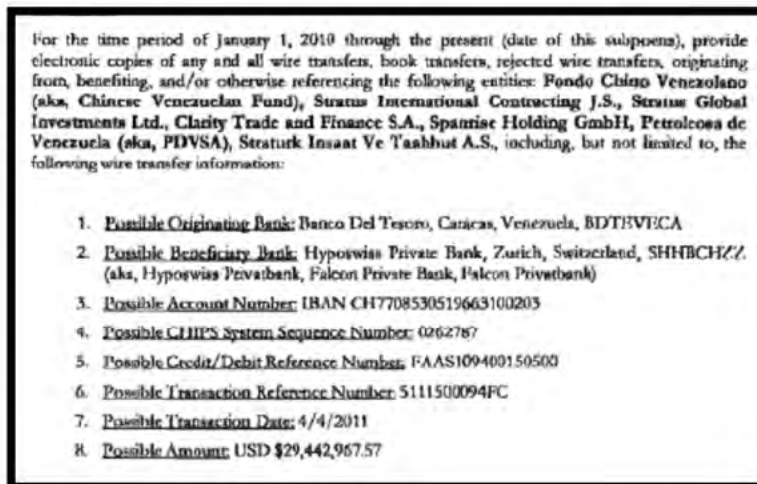 For the time period of January 1, 2010 through the present (date of this subpoena), provide
electronic copies of any and all wire transfers, book transfers, rejected wire transfers, originating
from, benefiting, and/or otherwise referencing the following entities: Fondo Chino Venezolano
(aka, Chinese Venezuelan Fund), Stratus International Contracting J.S., Stratus Global
Investments Ltd., Clarity Trade and Finance S.A., Spantise Holding GmbH, Petroleos de
Venezuela (aka, PDVSA), Straturk Insaat Ve Taahhut A.S., including, but not limited to, the
following wire transfer information:
1. Possible Originating Bank: Banco Del Tesoro, Caracas, Venezuela, BDTEVECA
2. Possible Beneficiary Bank: Hyposwiss Private Bank, Zurich, Switzerland, SHHBCHZZ
(aka, Hyposwiss Privatbank, Falcon Private Bank, Falcon Privatbank)
3. Possible Account Number: IBAN CH7708530519663100203
4. Possible CHIPS System Sequence Number: 0262787
5. Possible Credit/Debit Reference Number: FAAS109400150500
6. Possible Transaction Reference Number: 5111500094FC
7. Possible Transaction Date: 4/4/2011
8. Possible Amount: USD $29,442,967.57